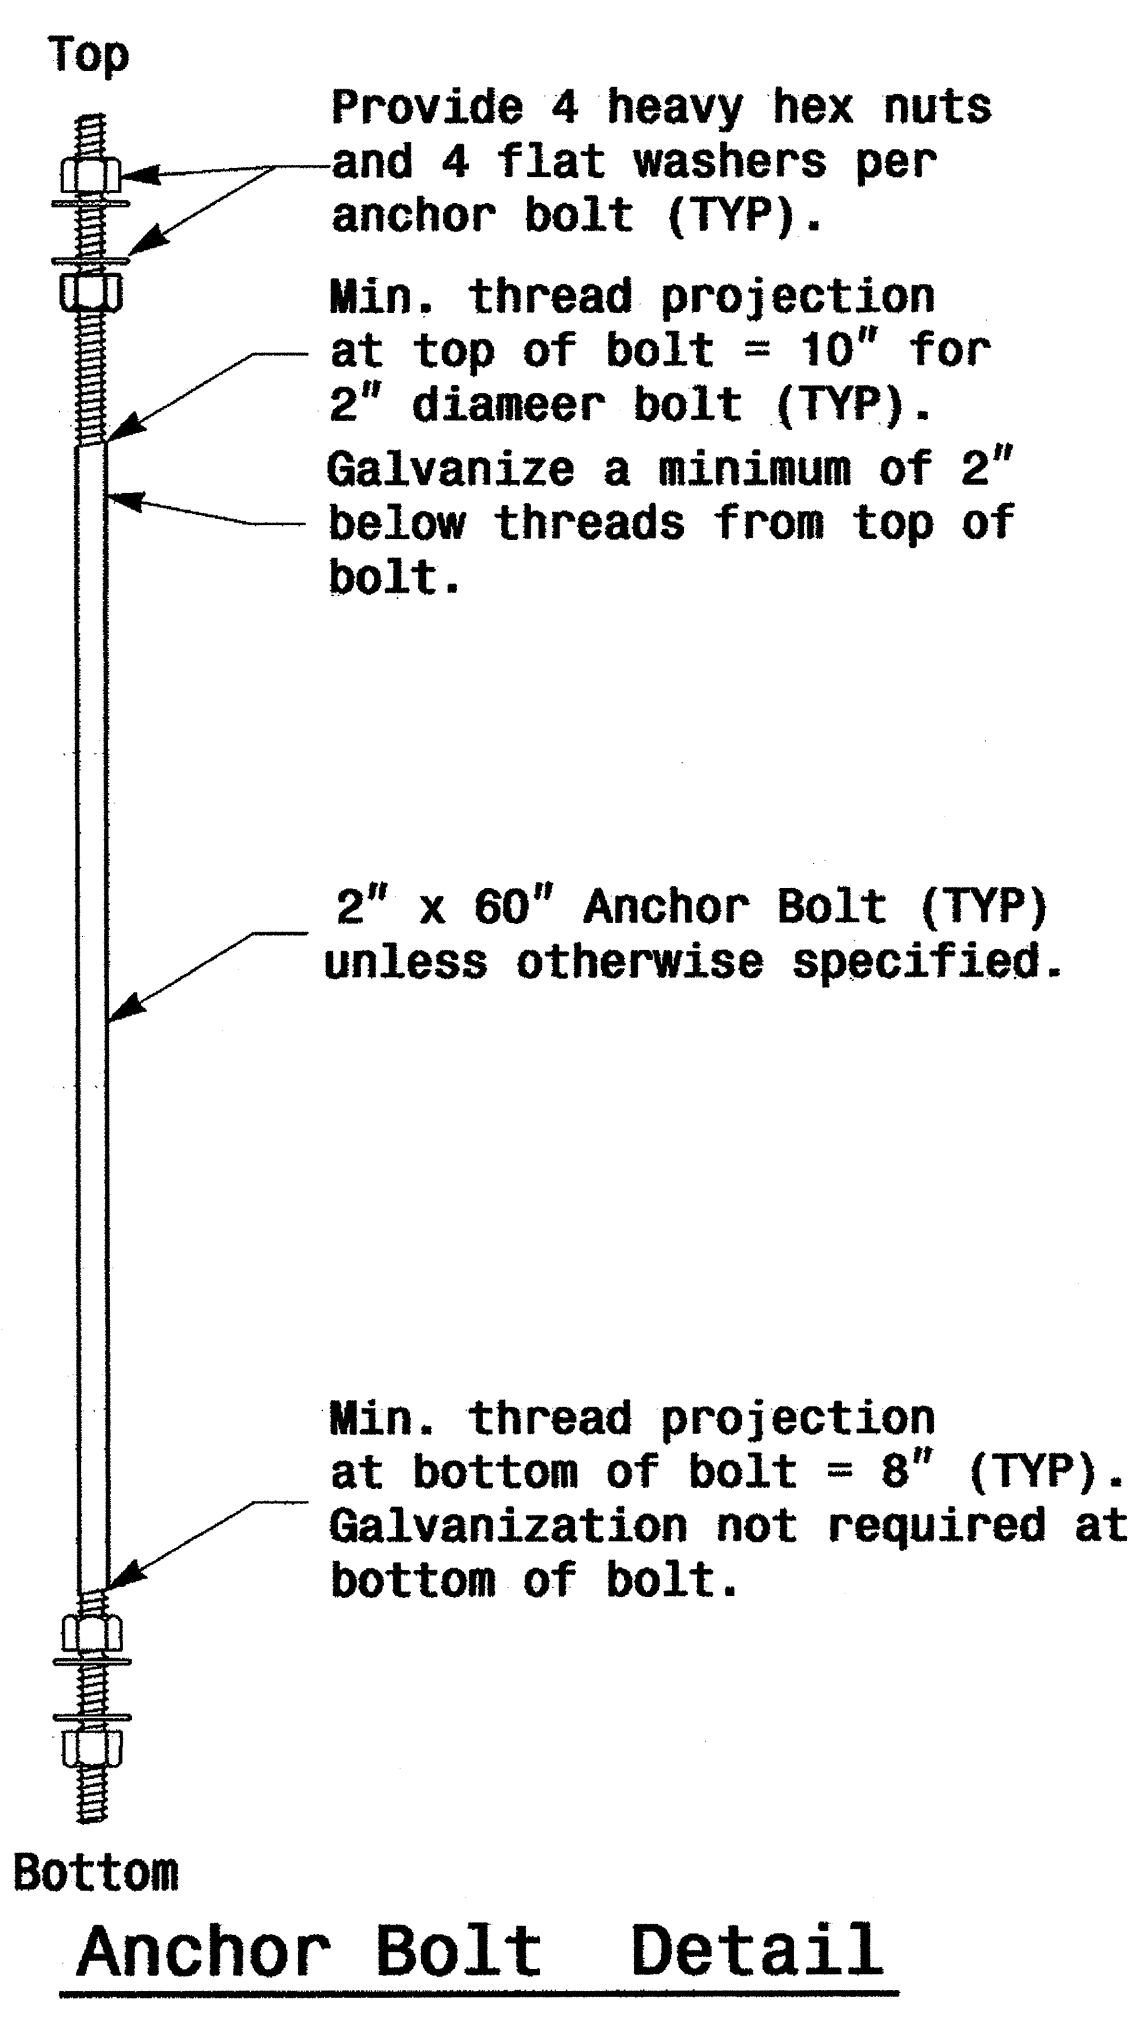 Top
Provide 4 heavy hex nuts
and 4 flat washers per
anchor bolt (TYP).
Min. thread projection
at top of bolt = 10" for
2" diameer bolt (TYP).
Galvanize a minimum of 2"
below threads from top of
bolt.
2" x 60" Anchor Bolt (TYP)
unless otherwise specified.
Min. thread projection
at bottom of bolt = 8" (TYP).
Galvanization not required at
bottom of bolt.
Bottom
Anchor Bolt Detail